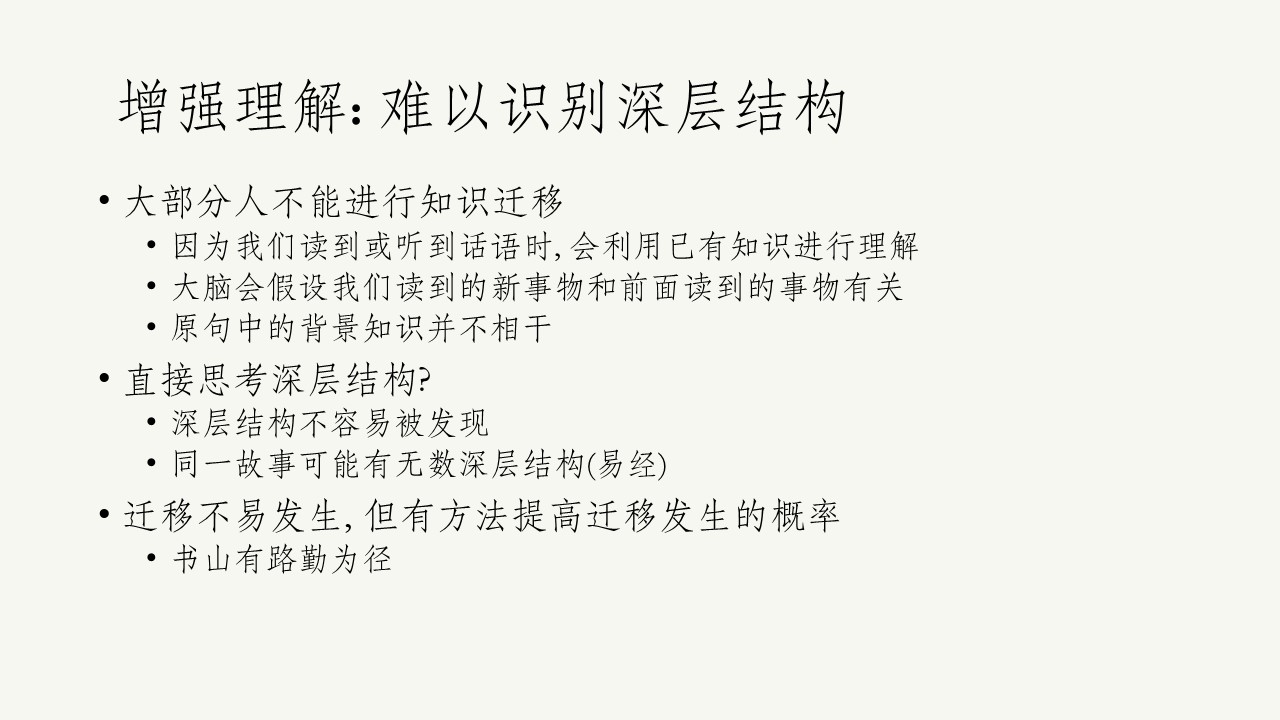 增强理解: 难以识别深层结构
• 大部分人不能进行知识迁移
• 因为我们读到或听到话语时, 会利用已有知识进行理解
• 大脑会假设我们读到的新事物和前面读到的事物有关
• 原句中的背景知识并不相干
• 直接思考深层结构?
• 深层结构不容易被发现
• 同一故事可能有无数深层结构(易经)
• 迁移不易发生, 但有方法提高迁移发生的概率
• 书山有路勤为径